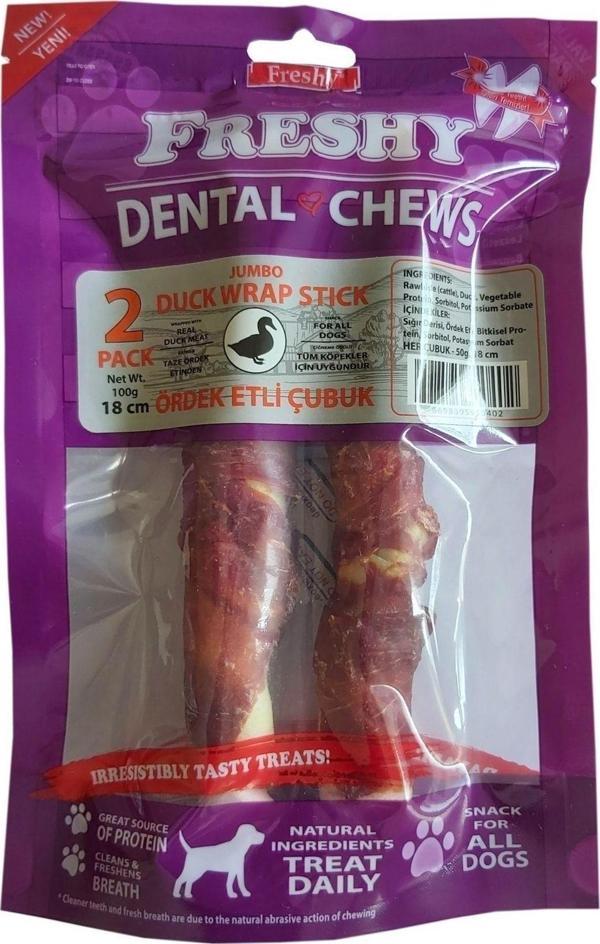 NEW!
YENİ!
Freshy
FRESHY
DENTAL CHEWS
JUMBO
2 DUCK WRAP STICK
PACK
Net Wt.
100g
18 cm
WRAPPED WITH
REAL
DUCK MEAT
TAZE ÖRDEK
ETİNDEN
SNACK
FOR ALL
DOGS
TÜM KÖPEKLER
İÇİN UYGUNDUR
ÖRDEK ETLİ ÇUBUK
INGREDIENTS:
Rawhide (cattle), Duck, Vegetable
Protein, Sorbitol, Potassium Sorbate
İÇİNDEKİLER:
Sığır Derisi, Ördek Eti, Bitkisel Pro-
tein, Sorbitol, Potasyum Sorbat
HER ÇUBUK - 50g, 18 cm
IRRESISTIBLY TASTY TREATS!
GREAT SOURCE
OF PROTEIN
CLEANS &
FRESHENS
BREATH
NATURAL
INGREDIENTS
TREAT
DAILY
SNACK
FOR
ALL
DOGS
* Cleaner teeth and fresh breath are due to the natural abrasive action of chewing